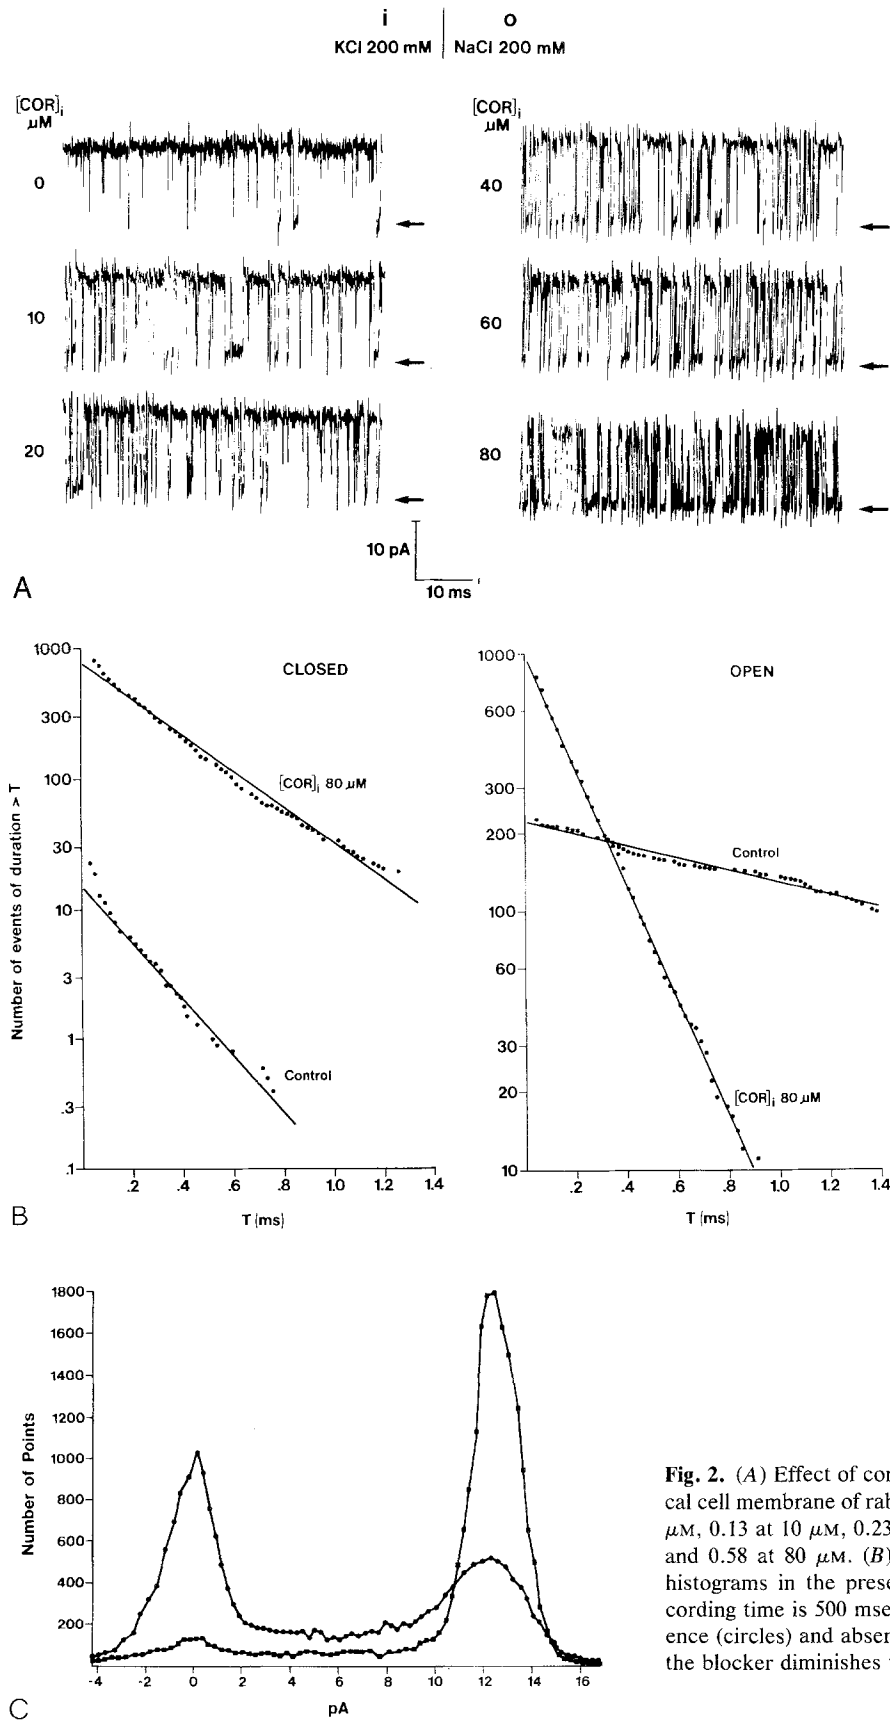 i o
KCl 200 mM NaCl 200 mM
[COR]i
µM
0
10
20
[COR]i
µM
40
60
80
10 pA
10 ms
A
Number of events of duration > T
1000
300
100
30
10
3
1
.3
.1
CLOSED
[COR]i 80 µM
Control
.2 .4 .6 .8 1.0 1.2 1.4
T (ms)
1000
600
300
200
100
60
30
20
10
OPEN
Control
[COR]i 80 µM
.2 .4 .6 .8 1.0 1.2 1.4
T (ms)
B
Number of Points
1800
1600
1400
1200
1000
800
600
400
200
-4 -2 0 2 4 6 8 10 12 14 16
pA
C
Fig. 2. (A) Effect of cor
cal cell membrane of rab
µM, 0.13 at 10 µM, 0.23
and 0.58 at 80 µM. (B)
histograms in the prese
cording time is 500 mse
ence (circles) and absen
the blocker diminishes